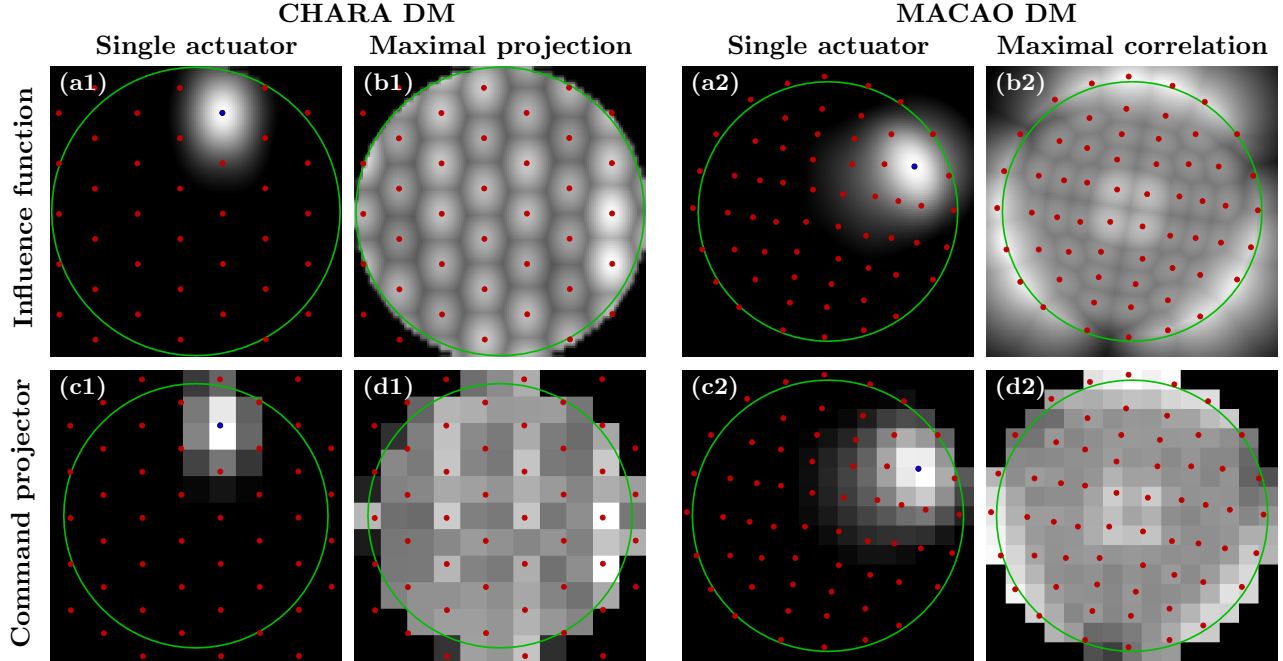 CHARA DM
MACAO DM
Single actuator
Maximal projection
Single actuator
Maximal correlation
Influence function
(a1)
(b1)
(a2)
(b2)
Command projector
(c1)
(d1)
(c2)
(d2)